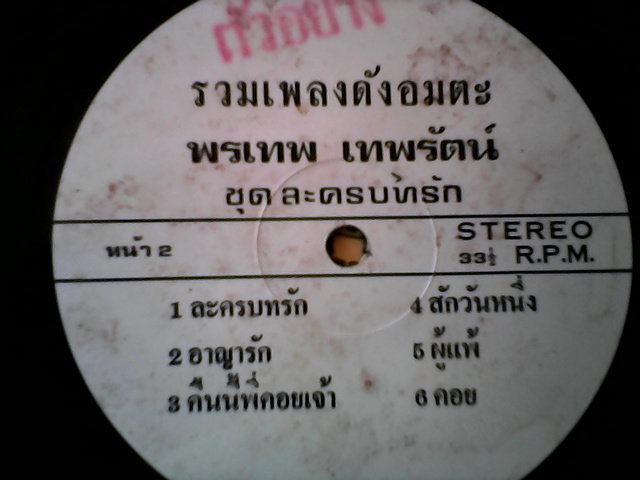 ตัวอย่าง
รวมเพลงดังอมตะ
พรเทพ เทพรัตน์
ชุด ละครบทรัก
หน้า 2
STEREO
33⅓ R.P.M.
1 ละครบทรัก
2 อาญารัก
3 คืนนี้พี่คอยเจ้า
4 สักวันหนึ่ง
5 ผู้แพ้
6 คอย